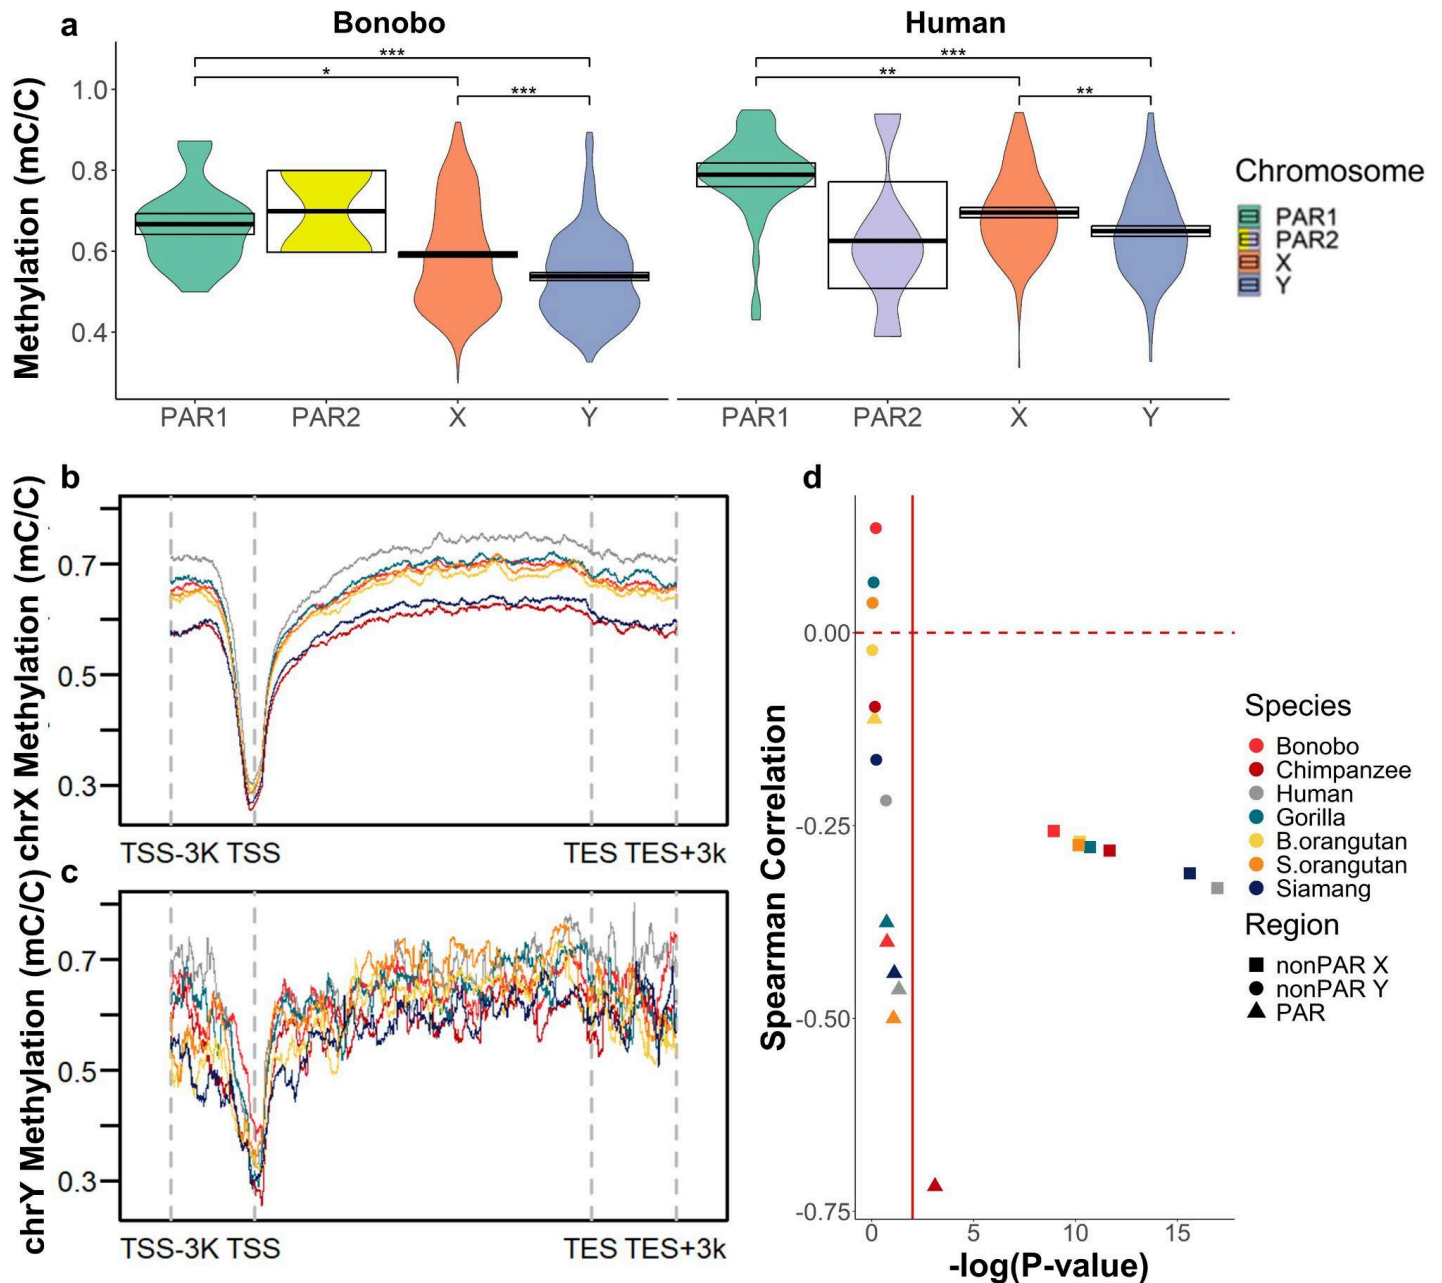 a
Bonobo
Human
***
*
***
***
**
**
Methylation (mC/C)
1.0
0.8
0.6
0.4
PAR1 PAR2 X Y
PAR1 PAR2 X Y
Chromosome
PAR1
PAR2
X
Y
b
chrX Methylation (mC/C)
0.7
0.5
0.3
TSS-3K TSS TES TES+3k
c
chrY Methylation (mC/C)
0.7
0.5
0.3
TSS-3K TSS TES TES+3k
d
Spearman Correlation
0.00
-0.25
-0.50
-0.75
0 5 10 15
-log(P-value)
Species
Bonobo
Chimpanzee
Human
Gorilla
B.orangutan
S.orangutan
Siamang
Region
nonPAR X
nonPAR Y
PAR